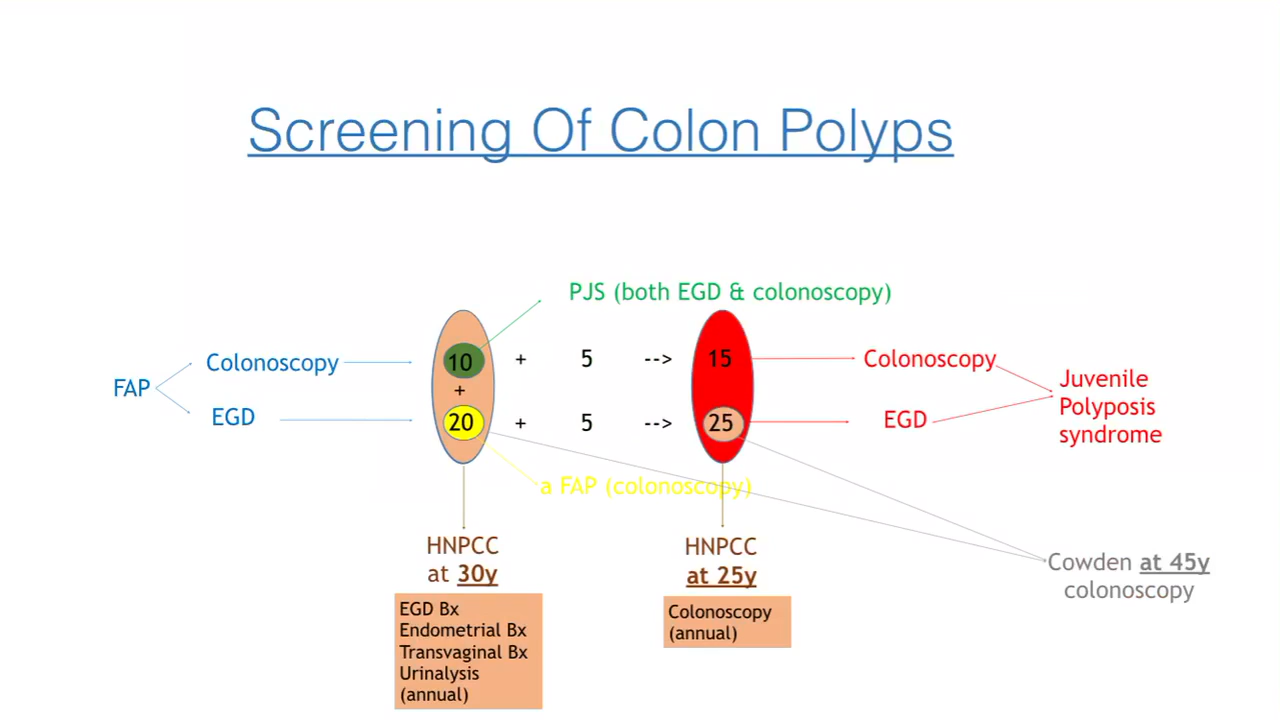 Screening Of Colon Polyps
PJS (both EGD & colonoscopy)
FAP
Colonoscopy
EGD
10 + 5 --> 15
+
20 + 5 --> 25
Colonoscopy
EGD
Juvenile
Polyposis
syndrome
a FAP (colonoscopy)
HNPCC
at 30y
EGD Bx
Endometrial Bx
Transvaginal Bx
Urinalysis
(annual)
HNPCC
at 25y
Colonoscopy
(annual)
Cowden at 45y
colonoscopy